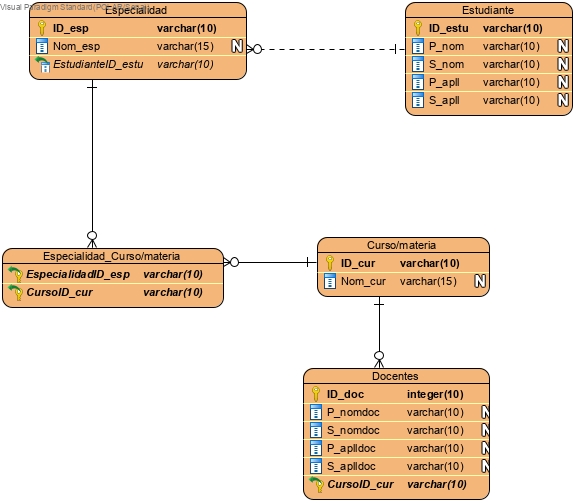 Visual Paradigm Standard(PC
Especialidad
ID_esp varchar(10)
Nom_esp varchar(15) N
EstudianteID_estu varchar(10)
Estudiante
ID_estu varchar(10)
P_nom varchar(10) N
S_nom varchar(10) N
P_apll varchar(10) N
S_apll varchar(10) N
Especialidad_Curso/materia
EspecialidadID_esp varchar(10)
CursoID_cur varchar(10)
Curso/materia
ID_cur varchar(10)
Nom_cur varchar(15) N
Docentes
ID_doc integer(10)
P_nomdoc varchar(10) N
S_nomdoc varchar(10) N
P_aplldoc varchar(10) N
S_aplldoc varchar(10) N
CursoID_cur varchar(10)